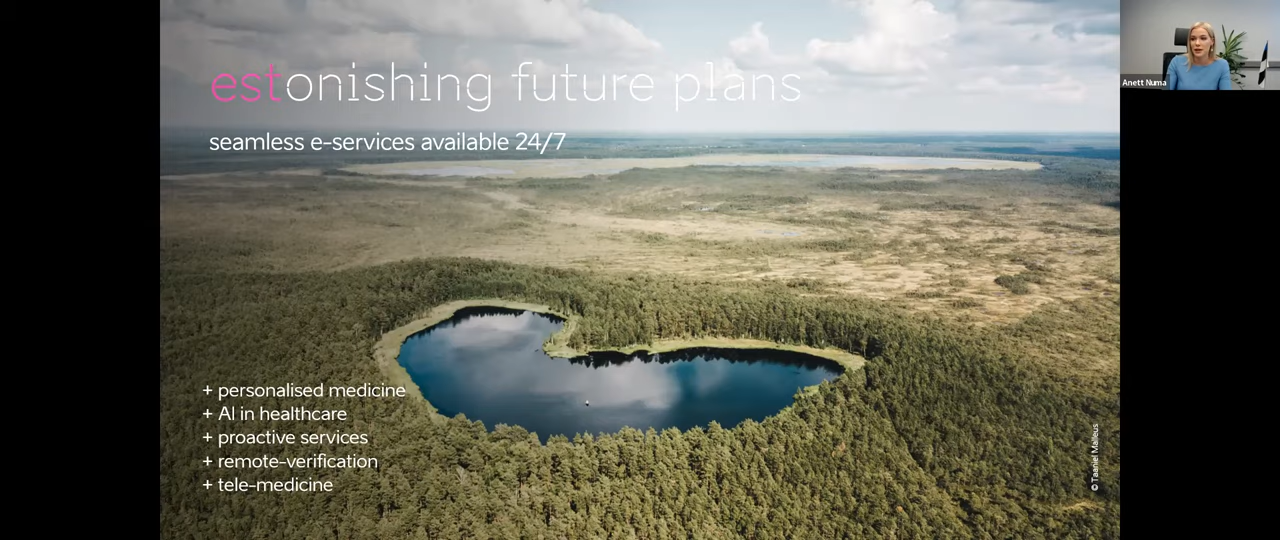 estonishing future plans
seamless e-services available 24/7
Anett Numa
+ personalised medicine
+ AI in healthcare
+ proactive services
+ remote-verification
+ tele-medicine
© Taaniel Malleus